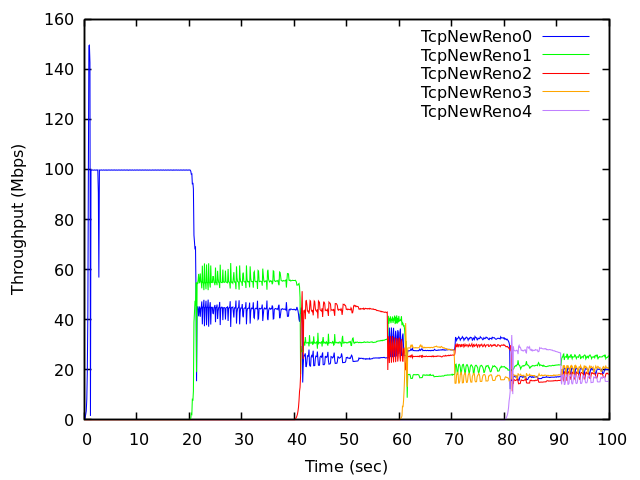 160
140
120
100
80
60
40
20
0
Throughput (Mbps)
TcpNewReno0
TcpNewReno1
TcpNewReno2
TcpNewReno3
TcpNewReno4
0 10 20 30 40 50 60 70 80 90 100
Time (sec)